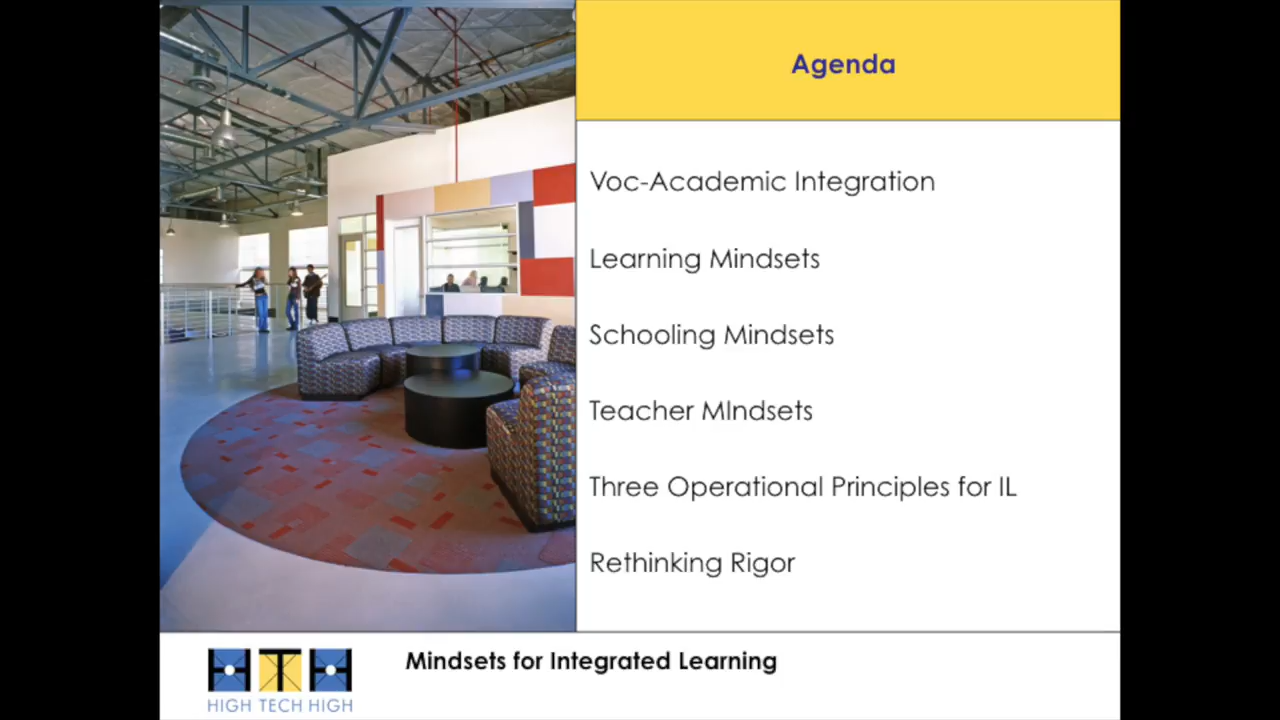 Agenda
Voc-Academic Integration
Learning Mindsets
Schooling Mindsets
Teacher MIndsets
Three Operational Principles for IL
Rethinking Rigor
Mindsets for Integrated Learning
HTH
HIGH TECH HIGH